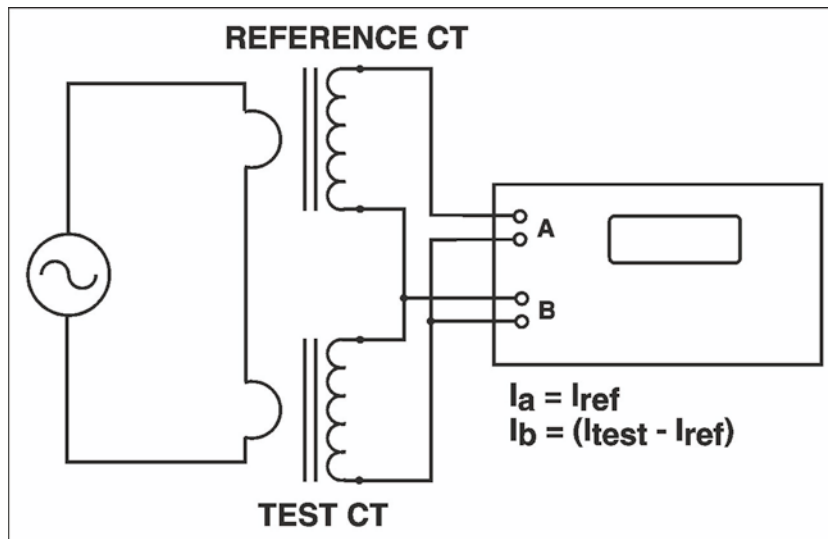 REFERENCE CT
A
B
Ia = Iref
Ib = (Itest - Iref)
TEST CT